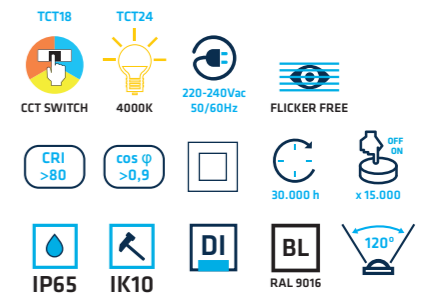 TCT18
TCT24
CCT SWITCH
4000K
220-240Vac
50/60Hz
FLICKER FREE
CRI
>80
cos φ
>0,9
30.000 h
OFF
ON
x 15.000
IP65
IK10
DI
BL
RAL 9016
120°